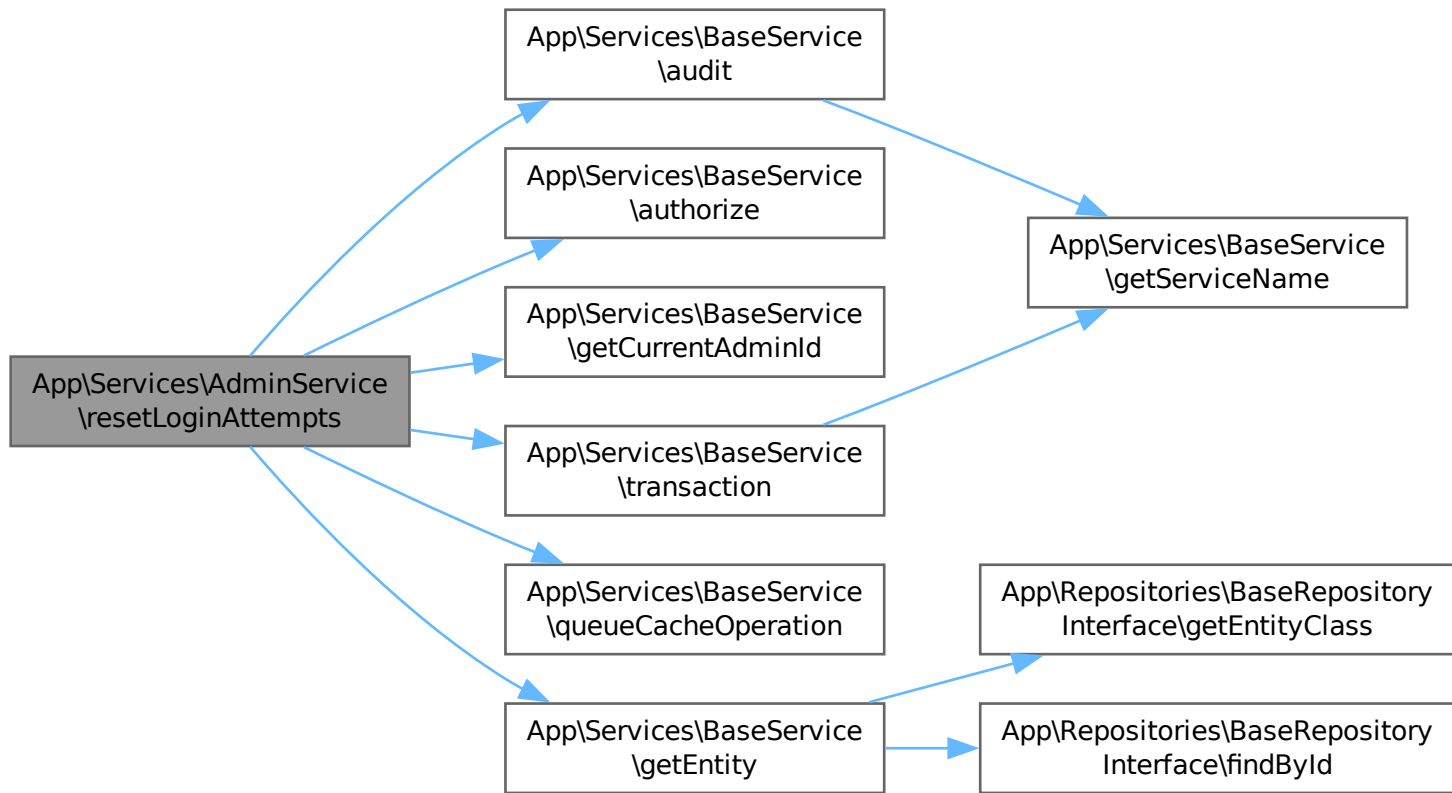 App\Services\BaseService
\audit
App\Services\BaseService
\authorize
App\Services\BaseService
\getServiceName
App\Services\BaseService
\getCurrentAdminId
App\Services\AdminService
\resetLoginAttempts
App\Services\BaseService
\transaction
App\Services\BaseService
\queueCacheOperation
App\Repositories\BaseRepository
Interface\getEntityClass
App\Services\BaseService
\getEntity
App\Repositories\BaseRepository
Interface\findById